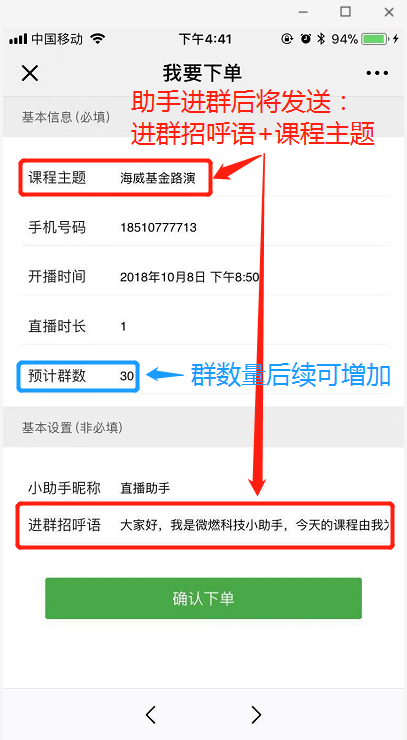 中国移动 下午4:41 94%
我要下单
助手进群后将发送：
基本信息(必填)
进群招呼语+课程主题
课程主题 海威基金路演
手机号码 18510777713
开播时间 2018年10月8日 下午8:50
直播时长 1
预计群数 30 群数量后续可增加
基本设置(非必填)
小助手昵称 直播助手
进群招呼语 大家好，我是微燃科技小助手，今天的课程由我
确认下单